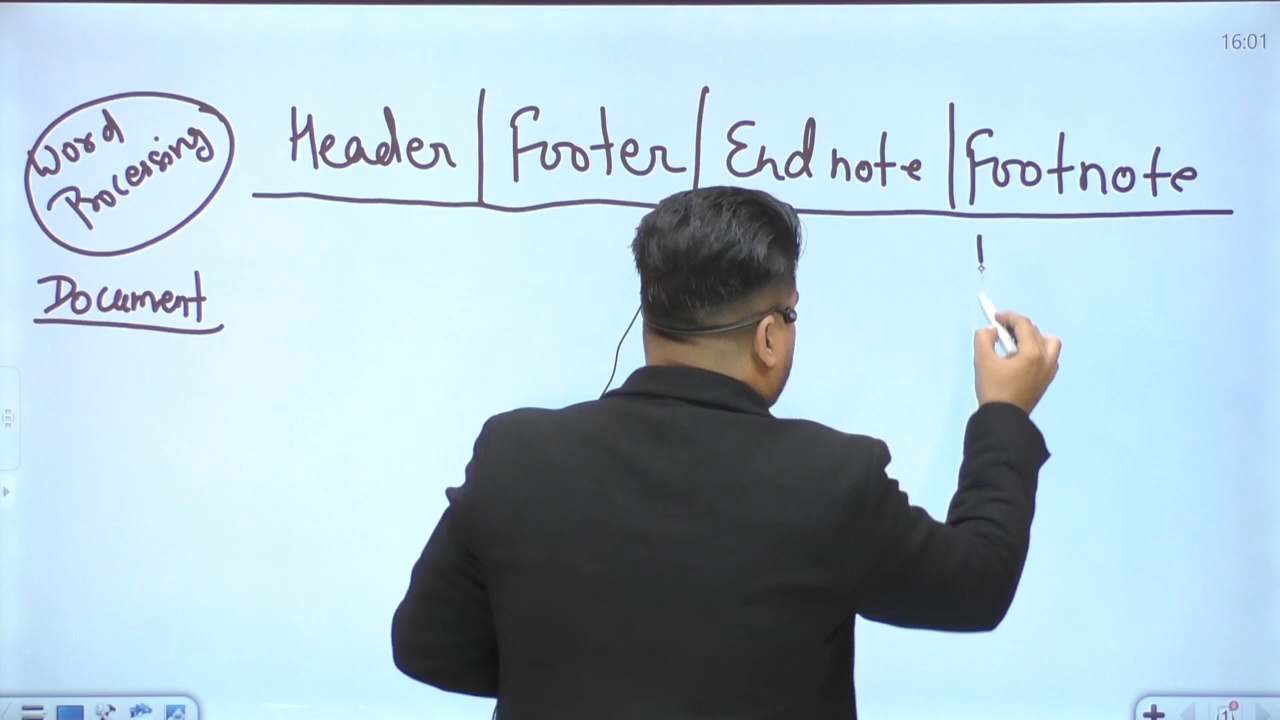 16:01
Word Processing
Header | Footer | End note | Footnote
Document